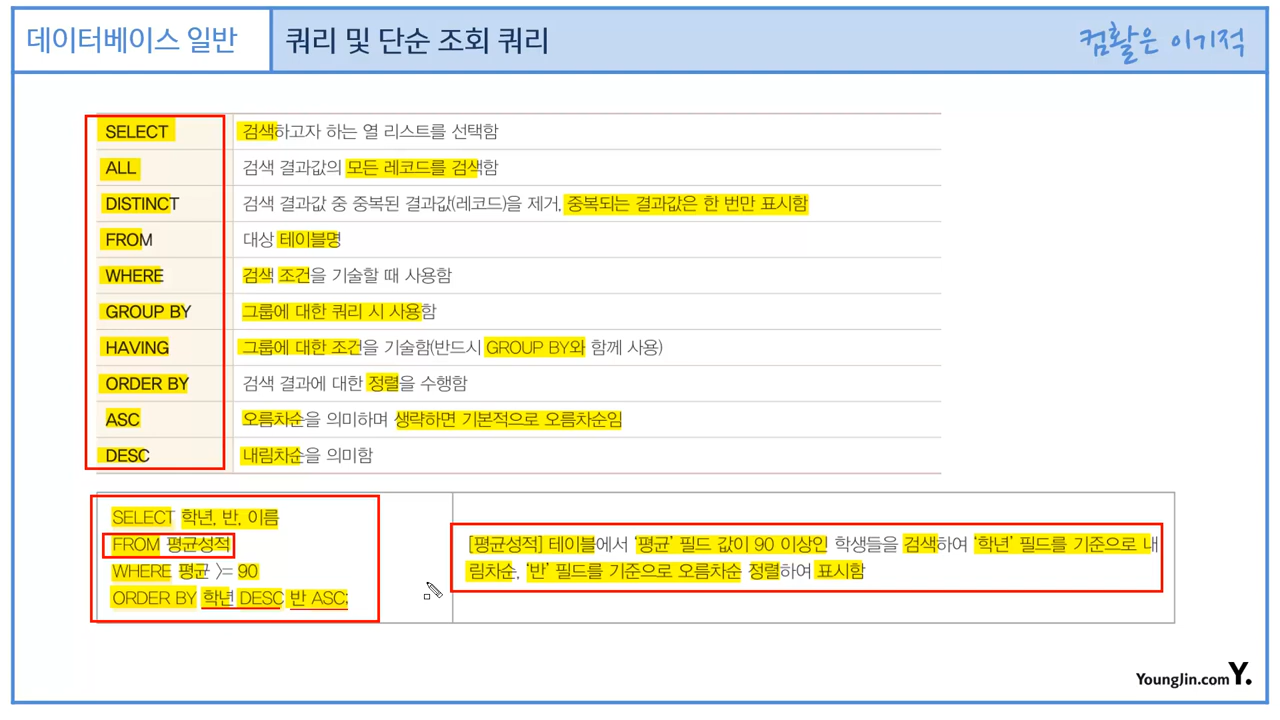 데이터베이스 일반
쿼리 및 단순 조회 쿼리
컴활은 이기적
SELECT 검색하고자 하는 열 리스트를 선택함
ALL 검색 결과값의 모든 레코드를 검색함
DISTINCT 검색 결과값 중 중복된 결과값(레코드)을 제거, 중복되는 결과값은 한 번만 표시함
FROM 대상 테이블명
WHERE 검색 조건을 기술할 때 사용함
GROUP BY 그룹에 대한 쿼리 시 사용함
HAVING 그룹에 대한 조건을 기술함(반드시 GROUP BY와 함께 사용)
ORDER BY 검색 결과에 대한 정렬을 수행함
ASC 오름차순을 의미하며 생략하면 기본적으로 오름차순임
DESC 내림차순을 의미함
SELECT 학년, 반, 이름
FROM 평균성적
WHERE 평균 >= 90
ORDER BY 학년 DESC 반 ASC;
[평균성적] 테이블에서 '평균' 필드 값이 90 이상인 학생들을 검색하여 '학년' 필드를 기준으로 내
림차순, '반' 필드를 기준으로 오름차순 정렬하여 표시함
YoungJin.com Y.